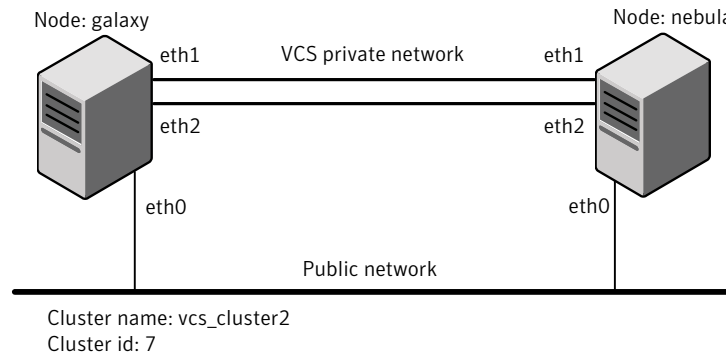 Node: galaxy
Node: nebula
eth1
VCS private network
eth1
eth2
eth2
eth0
eth0
Public network
Cluster name: vcs_cluster2
Cluster id: 7